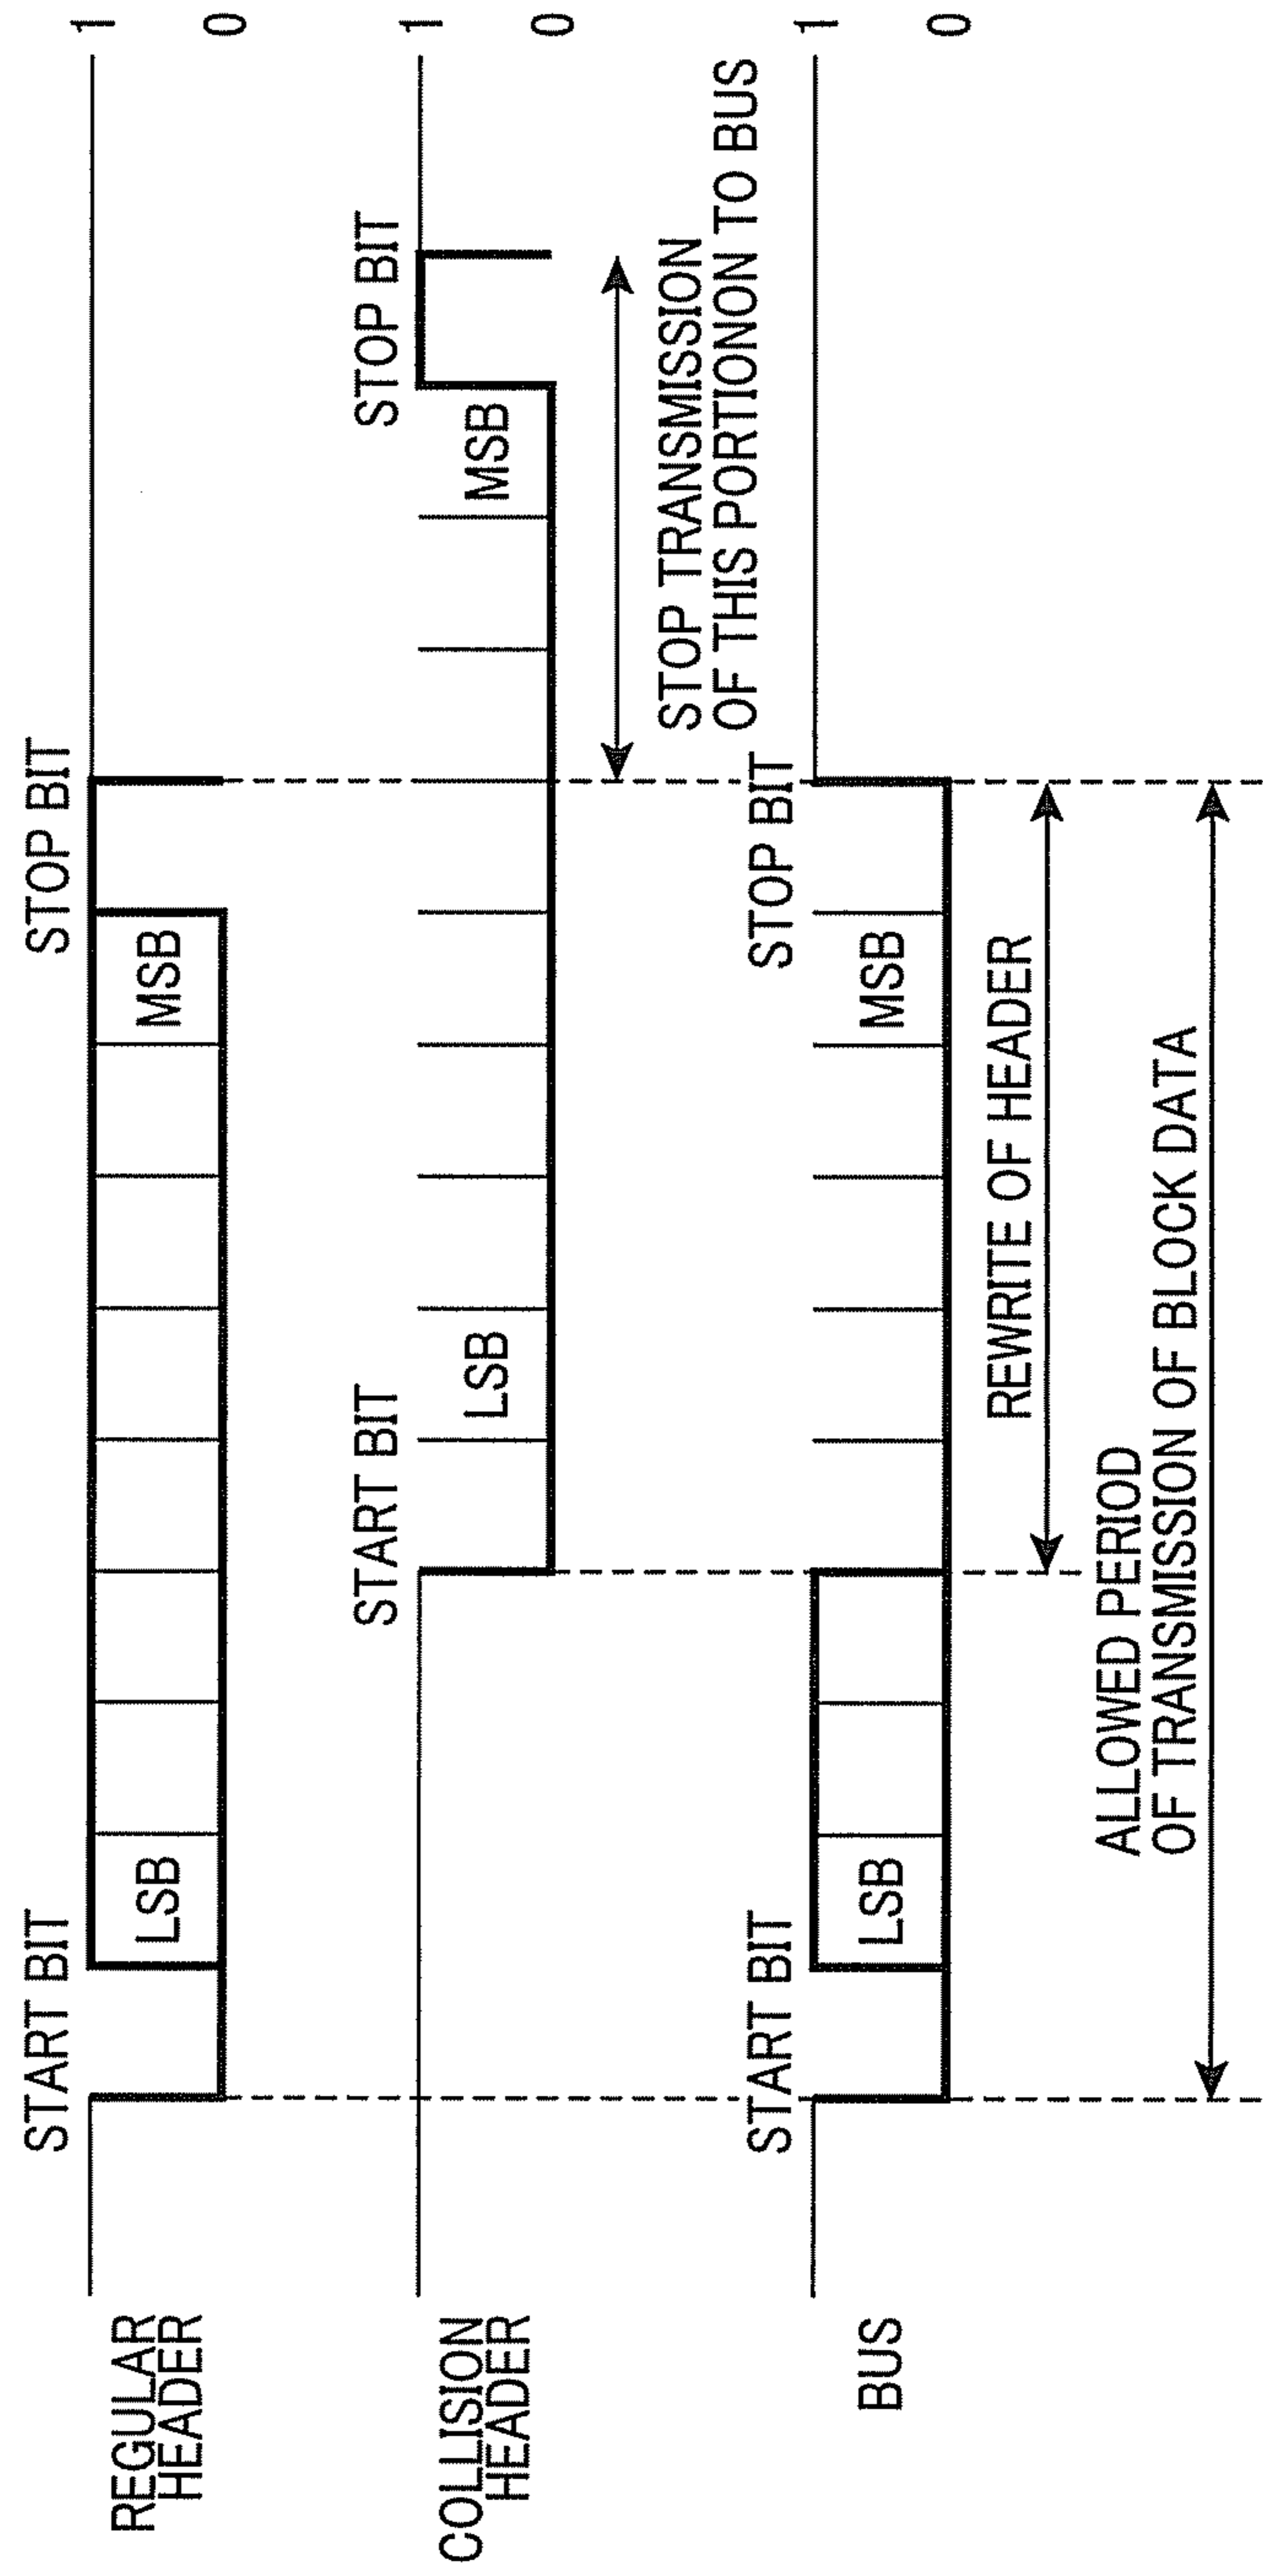 START BIT
STOP BIT
1
REGULAR
HEADER
LSB
MSB
0
START BIT
STOP BIT
1
COLLISION
HEADER
LSB
MSB
0
STOP TRANSMISSION
OF THIS PORTIONON TO BUS
START BIT
STOP BIT
1
BUS
LSB
MSB
0
REWRITE OF HEADER
ALLOWED PERIOD
OF TRANSMISSION OF BLOCK DATA